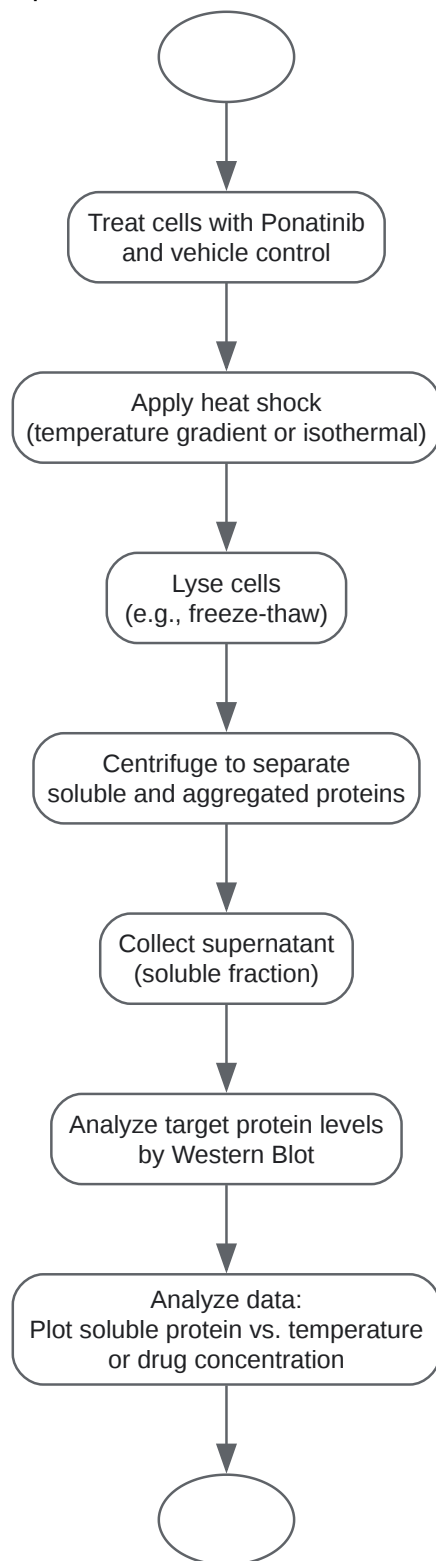 Treat cells with Ponatinib
and vehicle control
Apply heat shock
(temperature gradient or isothermal)
Lyse cells
(e.g., freeze-thaw)
Centrifuge to separate
soluble and aggregated proteins
Collect supernatant
(soluble fraction)
Analyze target protein levels
by Western Blot
Analyze data:
Plot soluble protein vs. temperature
or drug concentration